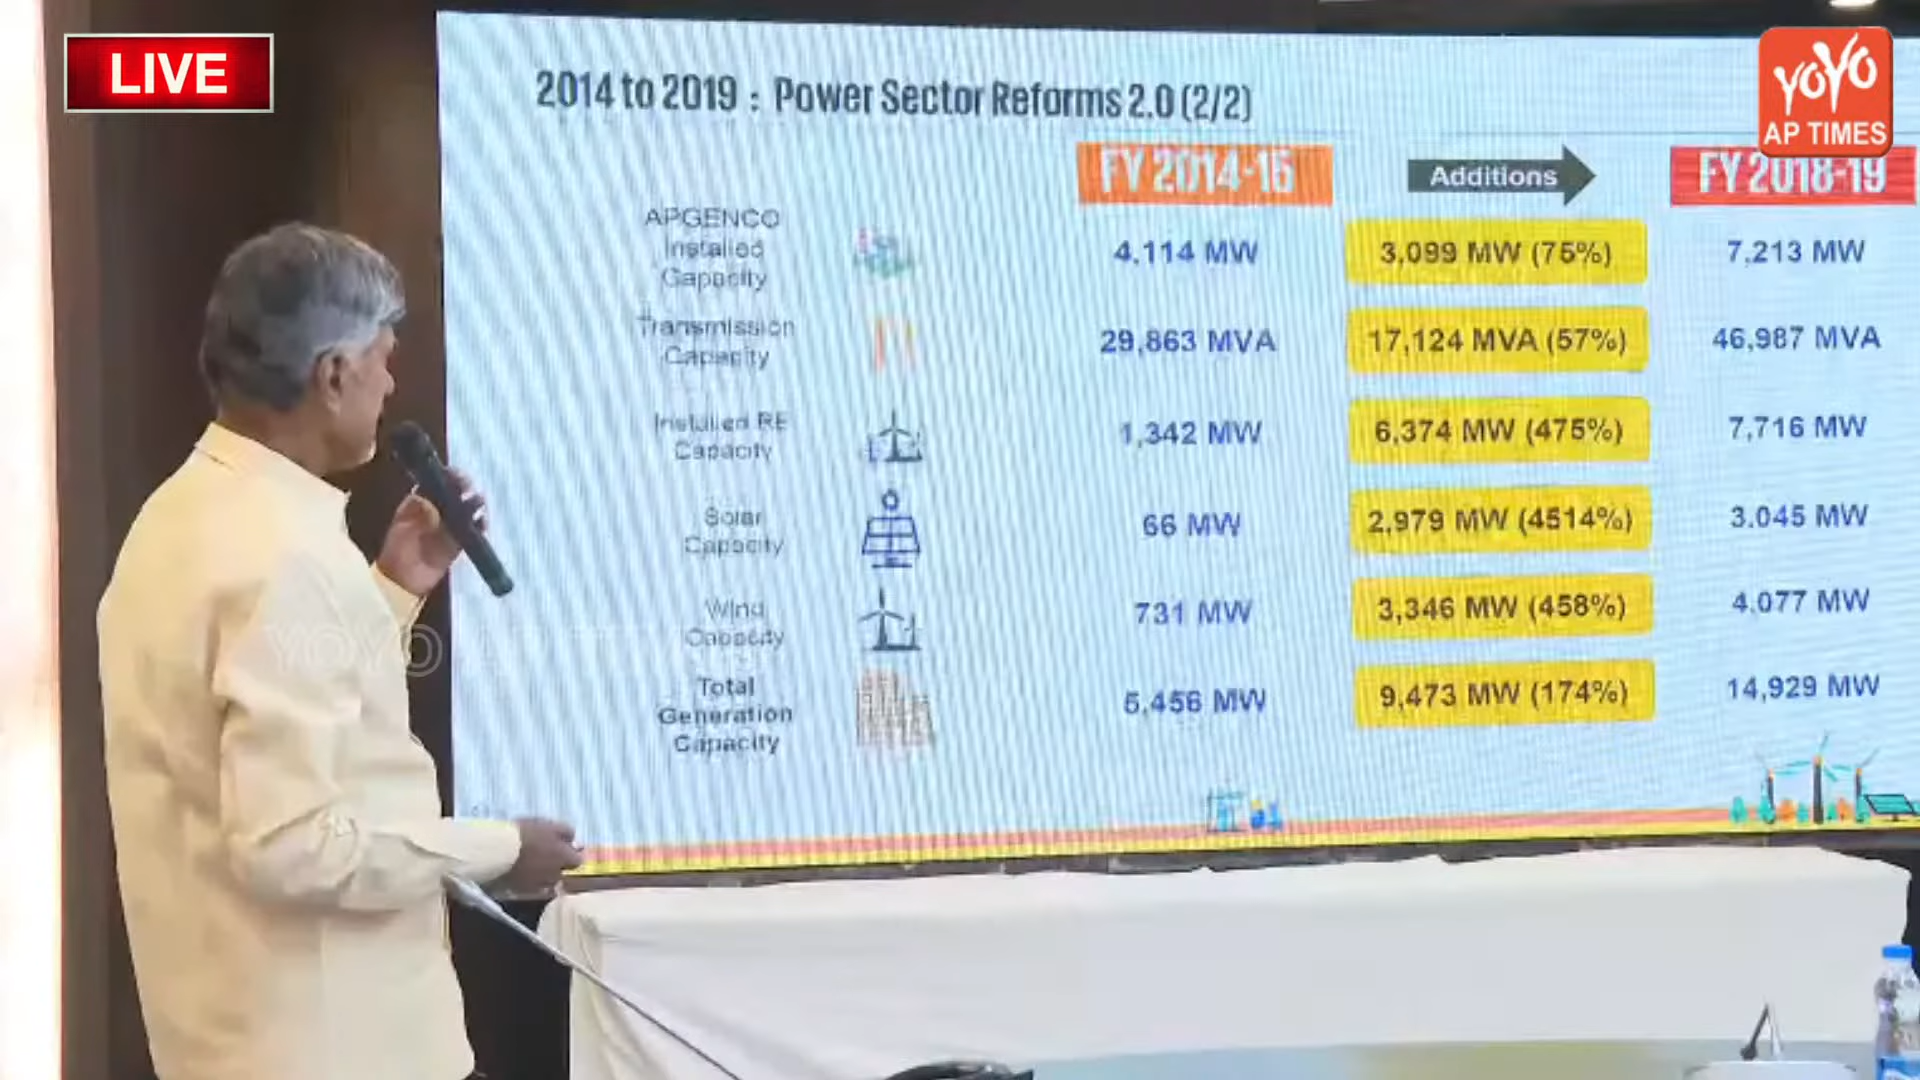 LIVE
YOYO
AP TIMES
2014 to 2019 : Power Sector Reforms 2.0 (2/2)
FY 2014-15
Additions
FY 2018-19
APGENCO
Installed
Capacity
4,114 MW
3,099 MW (75%)
7,213 MW
Transmission
Capacity
29,863 MVA
17,124 MVA (57%)
46,987 MVA
Installed RE
Capacity
1,342 MW
6,374 MW (475%)
7,716 MW
Solar
Capacity
66 MW
2,979 MW (4514%)
3,045 MW
Wind
Capacity
731 MW
3,346 MW (458%)
4,077 MW
Total
Generation
Capacity
5,456 MW
9,473 MW (174%)
14,929 MW
YOYO